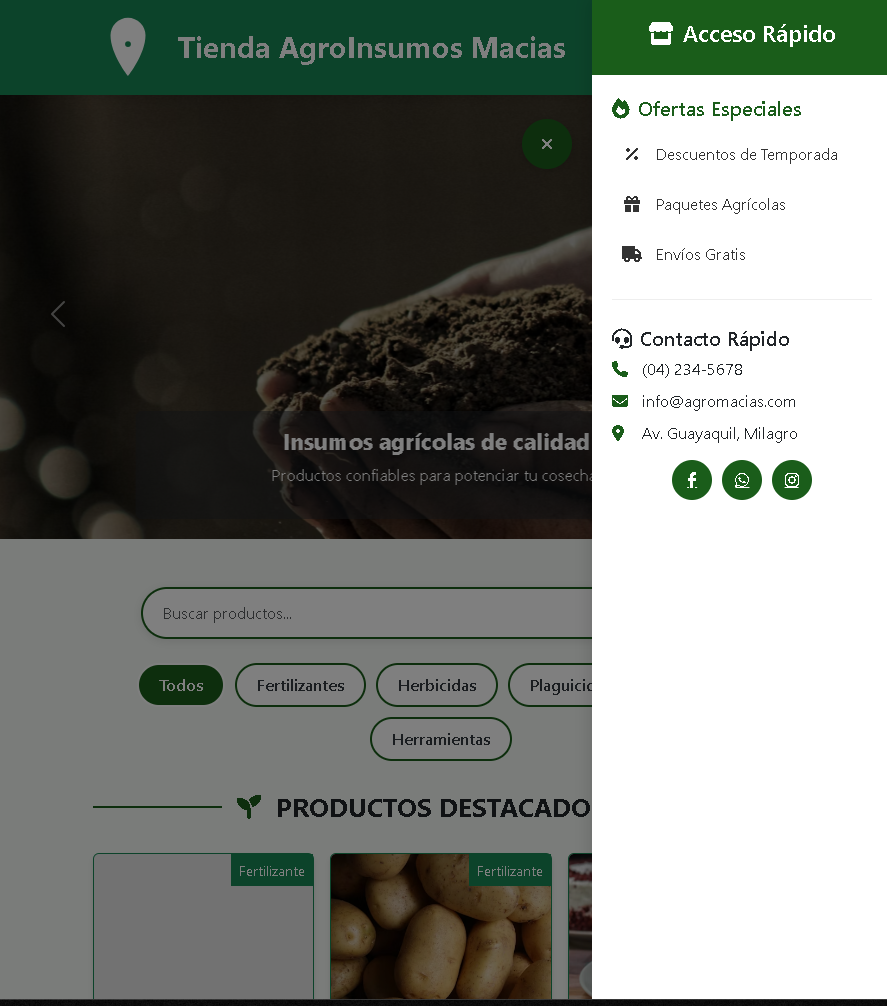 Tienda AgroInsumos Macias
Acceso Rápido
Ofertas Especiales
Descuentos de Temporada
Paquetes Agrícolas
Envíos Gratis
Contacto Rápido
(04) 234-5678
info@agromacias.com
Av. Guayaquil, Milagro
Insumos agrícolas de calidad
Productos confiables para potenciar tu cosecha
Buscar productos...
Todos
Fertilizantes
Herbicidas
Plaguicid
Herramientas
PRODUCTOS DESTACADO
Fertilizante
Fertilizante